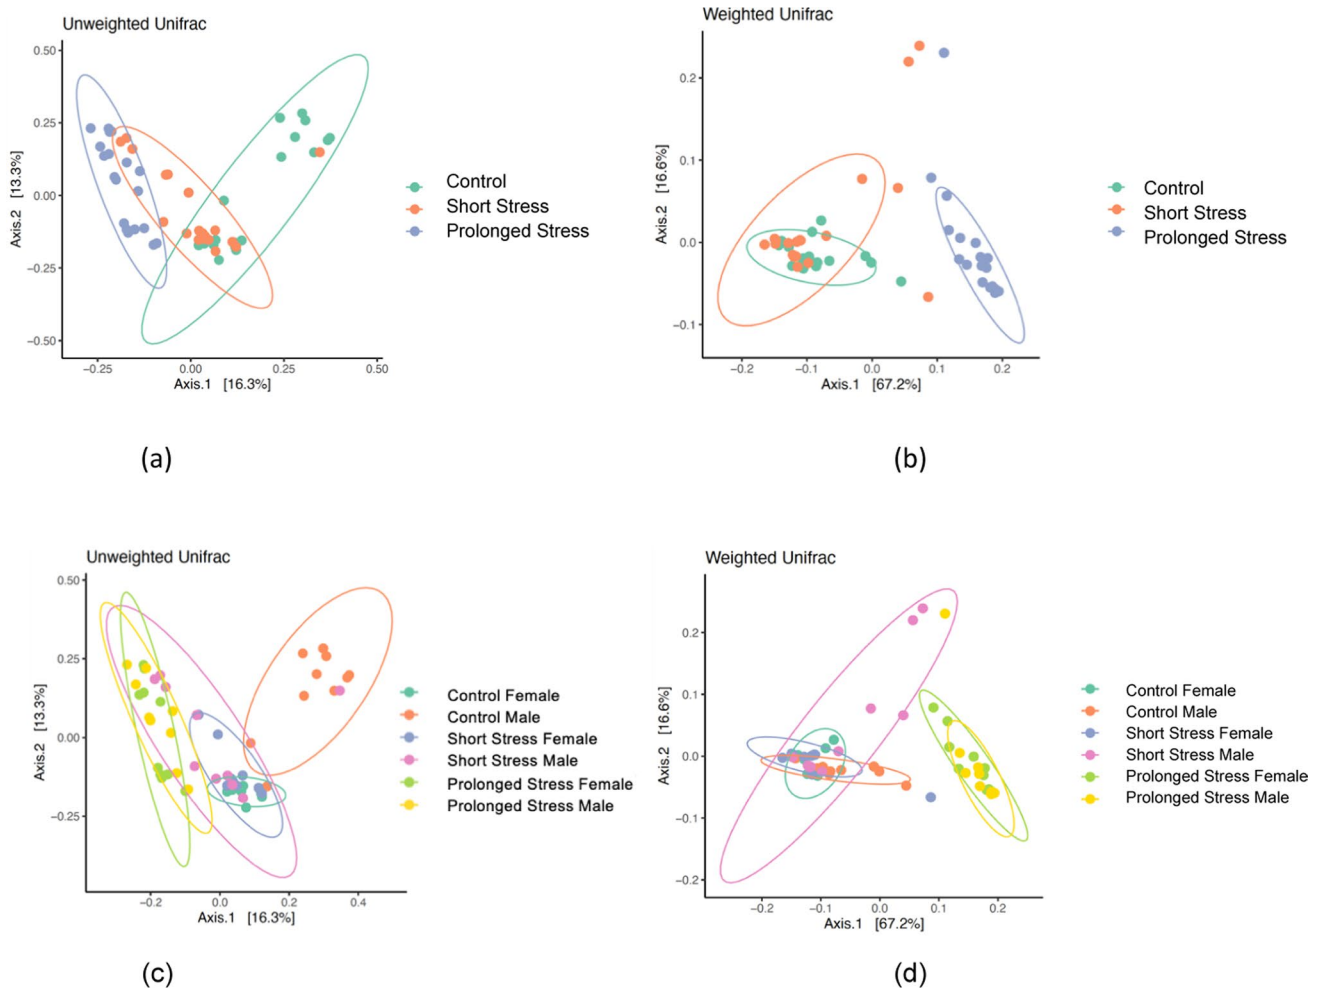 Unweighted Unifrac
0.50
0.25
0.00
−0.25
−0.50
Axis.2 [13.3%]
−0.25 0.00 0.25 0.50
Axis.1 [16.3%]
Control
Short Stress
Prolonged Stress
(a)
Weighted Unifrac
0.2
0.1
0.0
−0.1
Axis.2 [16.6%]
−0.2 −0.1 0.0 0.1 0.2
Axis.1 [67.2%]
Control
Short Stress
Prolonged Stress
(b)
Unweighted Unifrac
0.50
0.25
0.00
−0.25
Axis.2 [13.3%]
−0.2 0.0 0.2 0.4
Axis.1 [16.3%]
Control Female
Control Male
Short Stress Female
Short Stress Male
Prolonged Stress Female
Prolonged Stress Male
(c)
Weighted Unifrac
0.2
0.1
0.0
−0.1
−0.2
Axis.2 [16.6%]
−0.2 −0.1 0.0 0.1 0.2
Axis.1 [67.2%]
Control Female
Control Male
Short Stress Female
Short Stress Male
Prolonged Stress Female
Prolonged Stress Male
(d)